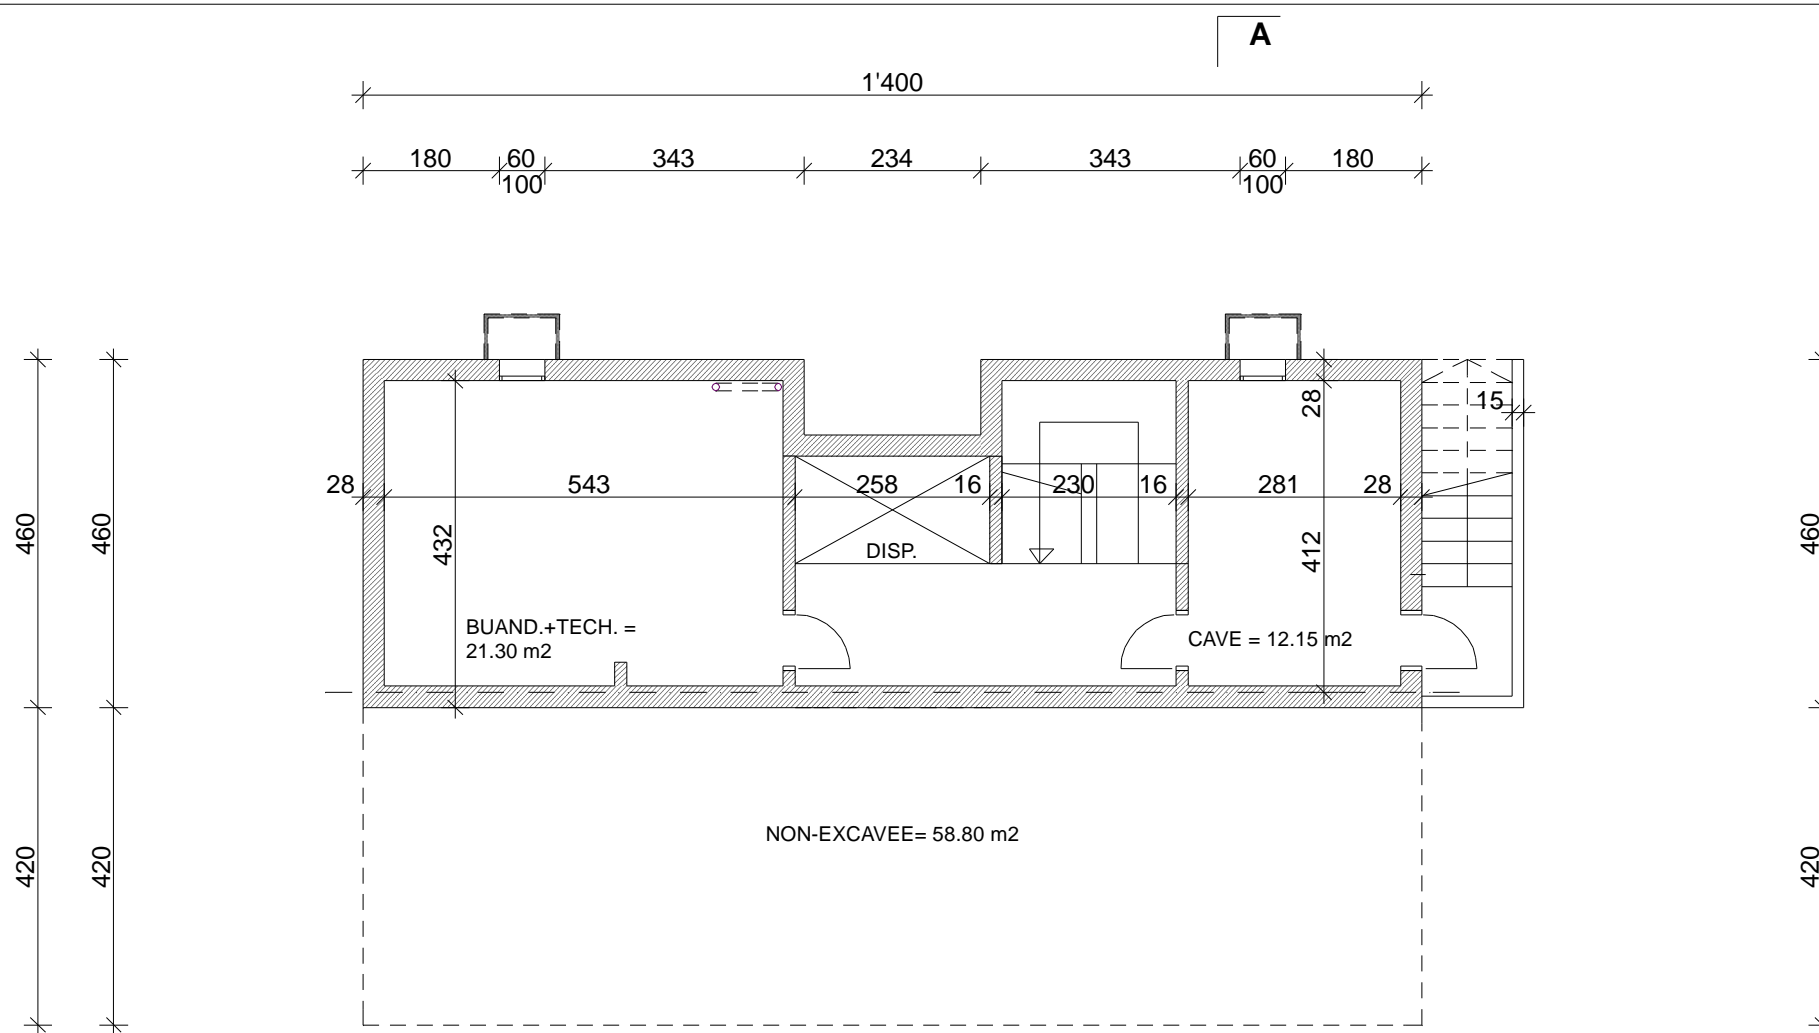 A
1'400
180 60 343 234 343 60 180
100 100
28
15
28 543 258 16 230 16 281 28
460 460 432 412 460
DISP.
BUAND.+TECH. =
21.30 m2
CAVE = 12.15 m2
NON-EXCAVEE= 58.80 m2
420 420 420